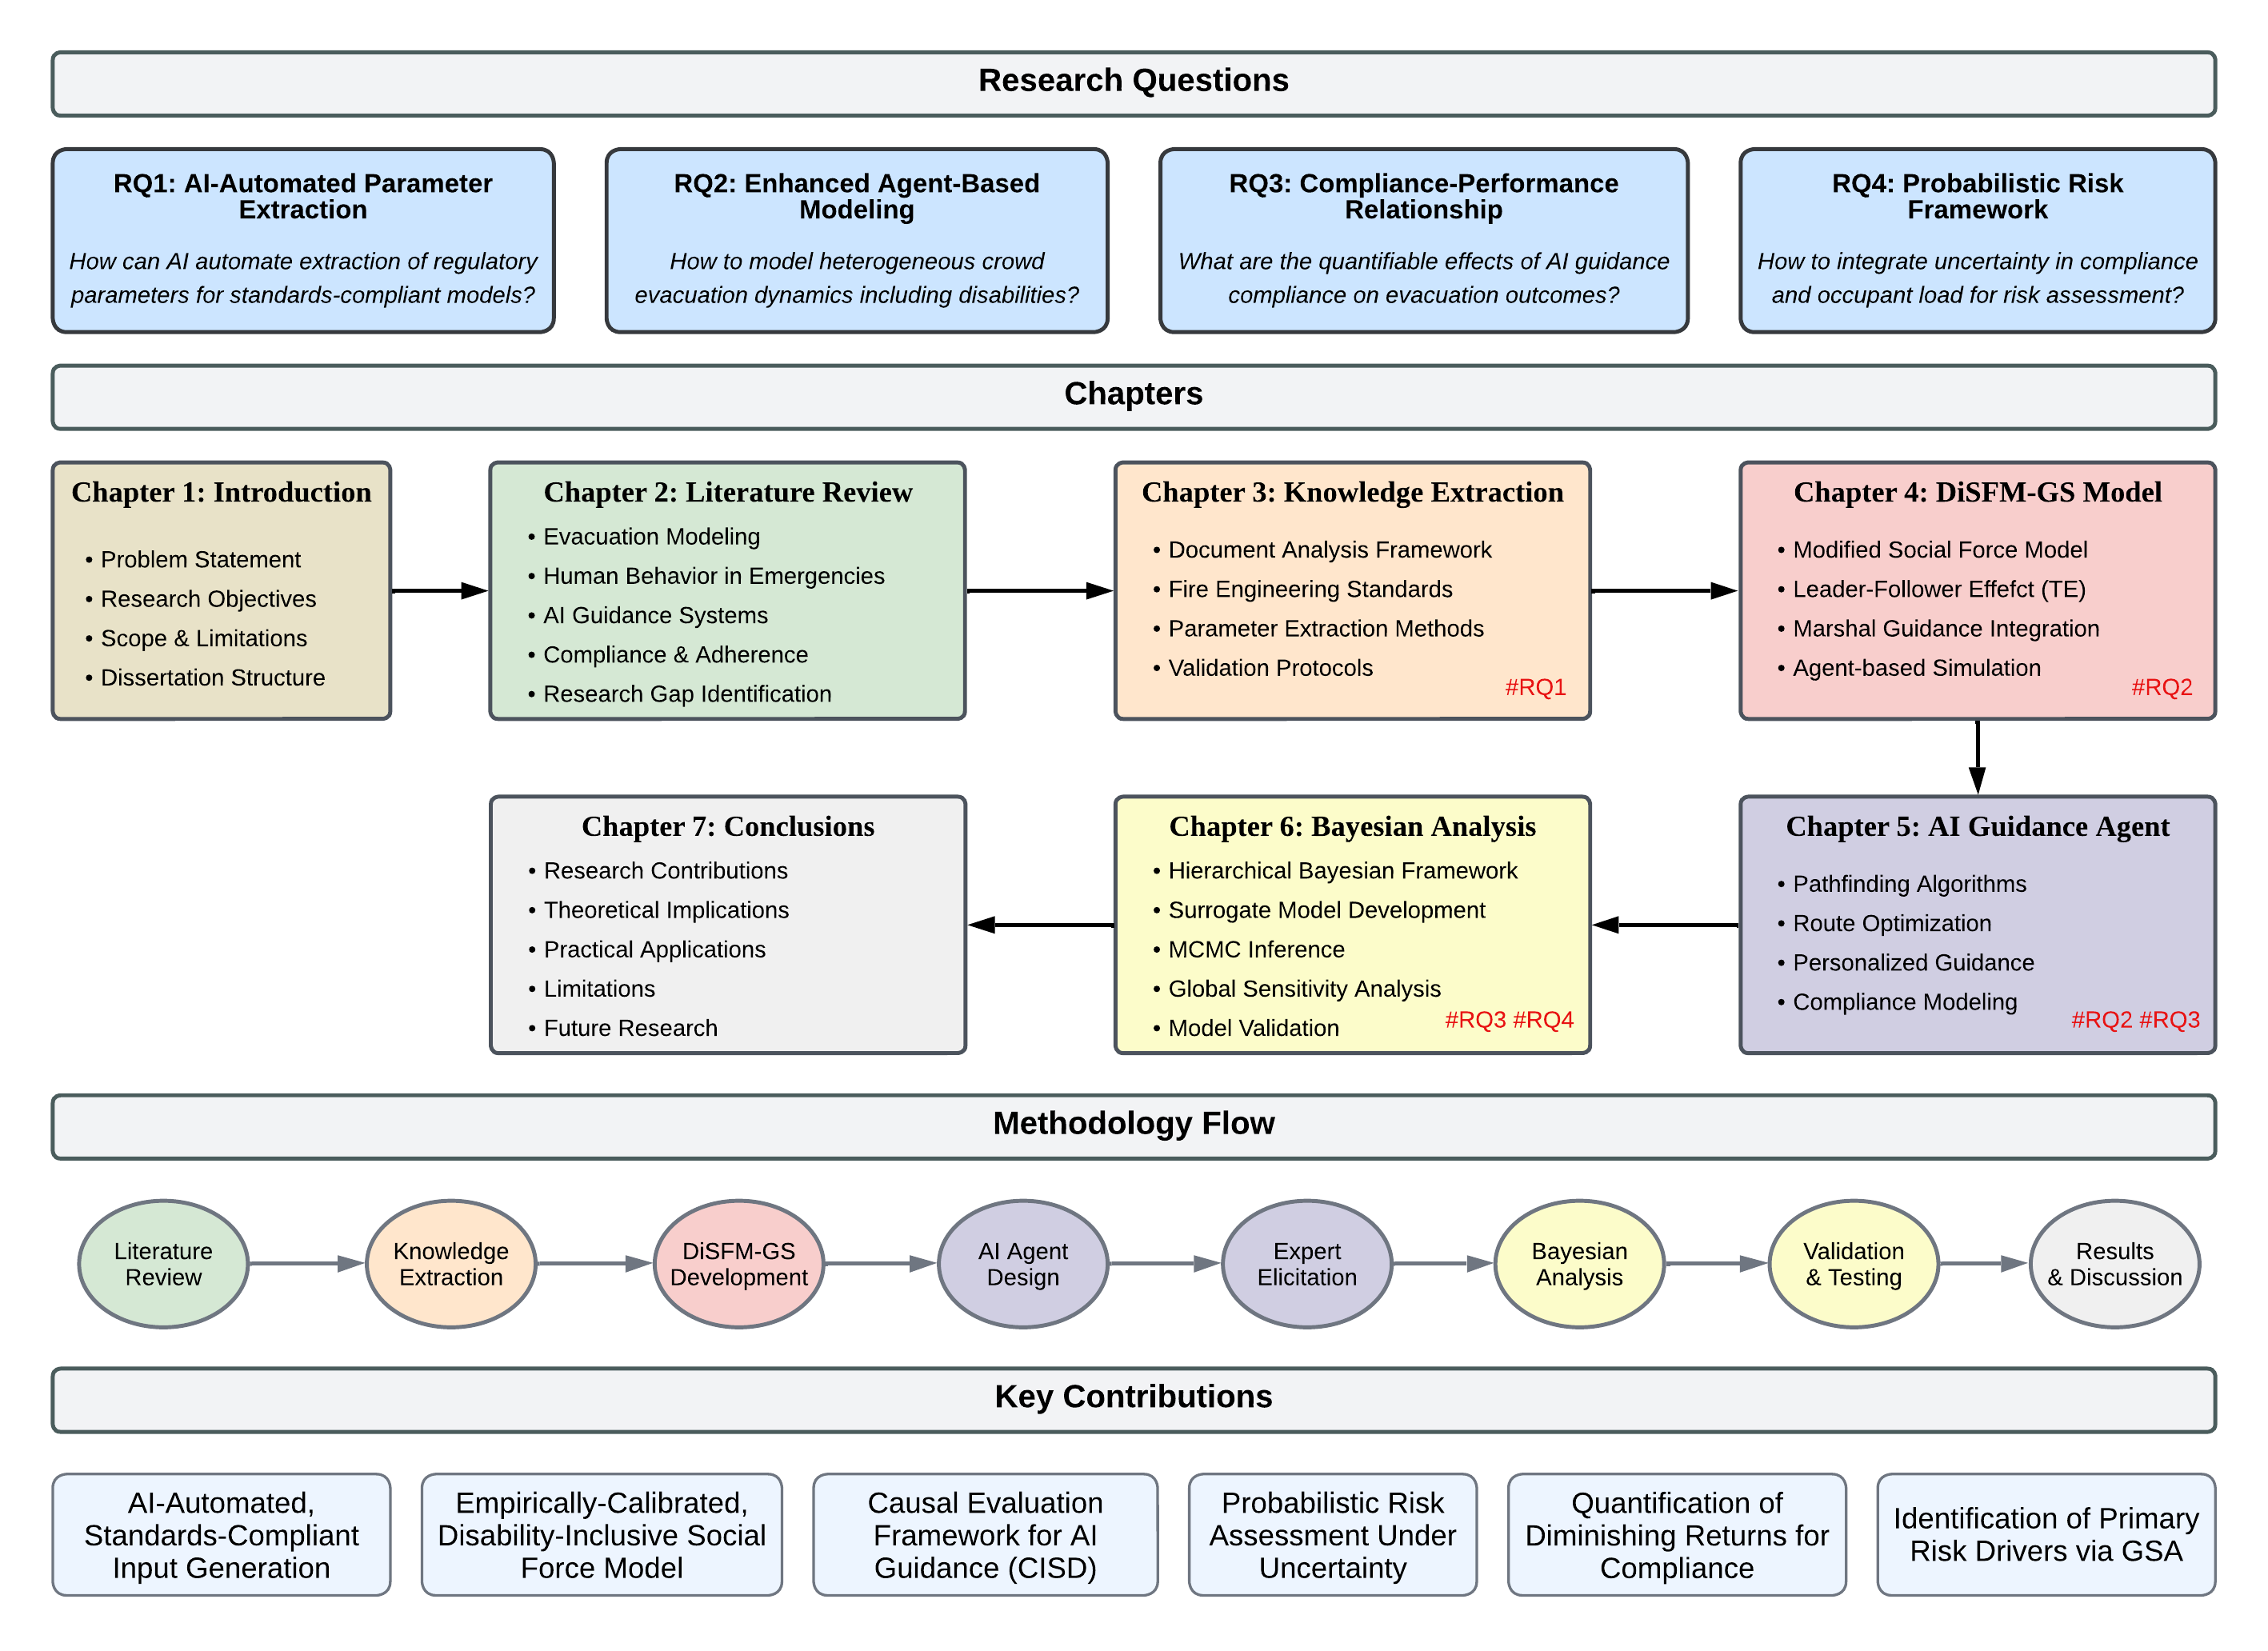 Research Questions
RQ1: AI-Automated Parameter
Extraction
How can AI automate extraction of regulatory
parameters for standards-compliant models?
RQ2: Enhanced Agent-Based
Modeling
How to model heterogeneous crowd
evacuation dynamics including disabilities?
RQ3: Compliance-Performance
Relationship
What are the quantifiable effects of AI guidance
compliance on evacuation outcomes?
RQ4: Probabilistic Risk
Framework
How to integrate uncertainty in compliance
and occupant load for risk assessment?
Chapters
Chapter 1: Introduction
• Problem Statement
• Research Objectives
• Scope & Limitations
• Dissertation Structure
Chapter 2: Literature Review
• Evacuation Modeling
• Human Behavior in Emergencies
• AI Guidance Systems
• Compliance & Adherence
• Research Gap Identification
Chapter 3: Knowledge Extraction
• Document Analysis Framework
• Fire Engineering Standards
• Parameter Extraction Methods
• Validation Protocols
#RQ1
Chapter 4: DiSFM-GS Model
• Modified Social Force Model
• Leader-Follower Effefct (TE)
• Marshal Guidance Integration
• Agent-based Simulation
#RQ2
Chapter 5: AI Guidance Agent
• Pathfinding Algorithms
• Route Optimization
• Personalized Guidance
• Compliance Modeling
#RQ2 #RQ3
Chapter 6: Bayesian Analysis
• Hierarchical Bayesian Framework
• Surrogate Model Development
• MCMC Inference
• Global Sensitivity Analysis
• Model Validation
#RQ3 #RQ4
Chapter 7: Conclusions
• Research Contributions
• Theoretical Implications
• Practical Applications
• Limitations
• Future Research
Methodology Flow
Literature
Review
Knowledge
Extraction
DiSFM-GS
Development
AI Agent
Design
Expert
Elicitation
Bayesian
Analysis
Validation
& Testing
Results
& Discussion
Key Contributions
AI-Automated,
Standards-Compliant
Input Generation
Empirically-Calibrated,
Disability-Inclusive Social
Force Model
Causal Evaluation
Framework for AI
Guidance (CISD)
Probabilistic Risk
Assessment Under
Uncertainty
Quantification of
Diminishing Returns for
Compliance
Identification of Primary
Risk Drivers via GSA